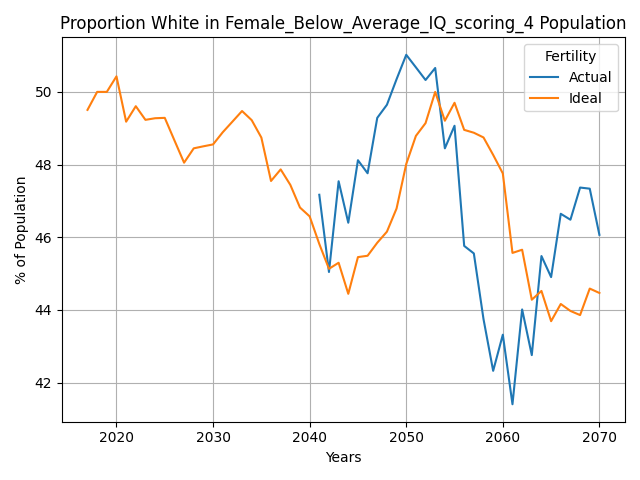 Proportion White in Female_Below_Average_IQ_scoring_4 Population
Fertility
Actual
Ideal
% of Population
50
48
46
44
42
2020 2030 2040 2050 2060 2070
Years